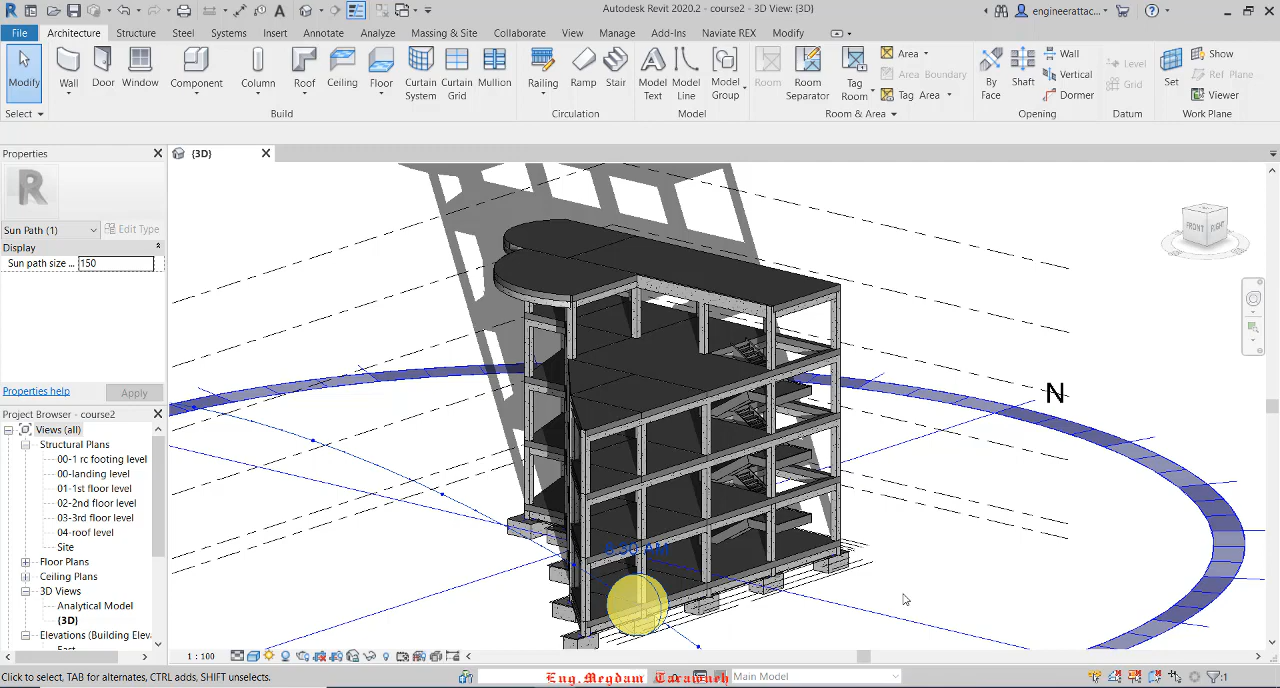 Autodesk Revit 2020.2 - course2 - 3D View: {3D}
engineerattac...
File Architecture Structure Steel Systems Insert Annotate Analyze Massing & Site Collaborate View Manage Add-Ins Naviate REX Modify
Modify Wall Door Window Component Column Roof Ceiling Floor Curtain System Curtain Grid Mullion Railing Ramp Stair Model Text Model Line Model Group Room Room Separator Tag Room Area Area Boundary Tag Area By Face Shaft Wall Vertical Dormer Level Grid Set Show Ref Plane Viewer
Select Build Circulation Model Room & Area Opening Datum Work Plane
Properties
{3D}
R
Sun Path (1)
Edit Type
Display
Sun path size ... 150
Properties help
Apply
Project Browser - course2
Views (all)
Structural Plans
00-1 rc footing level
00-landing level
01-1st floor level
02-2nd floor level
03-3rd floor level
04-roof level
Site
Floor Plans
Ceiling Plans
3D Views
Analytical Model
{3D}
Elevations (Building Eleva
East
FRONT RIGHT
N
6:30 AM
1 : 100
Click to select, TAB for alternates, CTRL adds, SHIFT unselects.
Eng.Meqdam Tarawneh
Main Model
:1